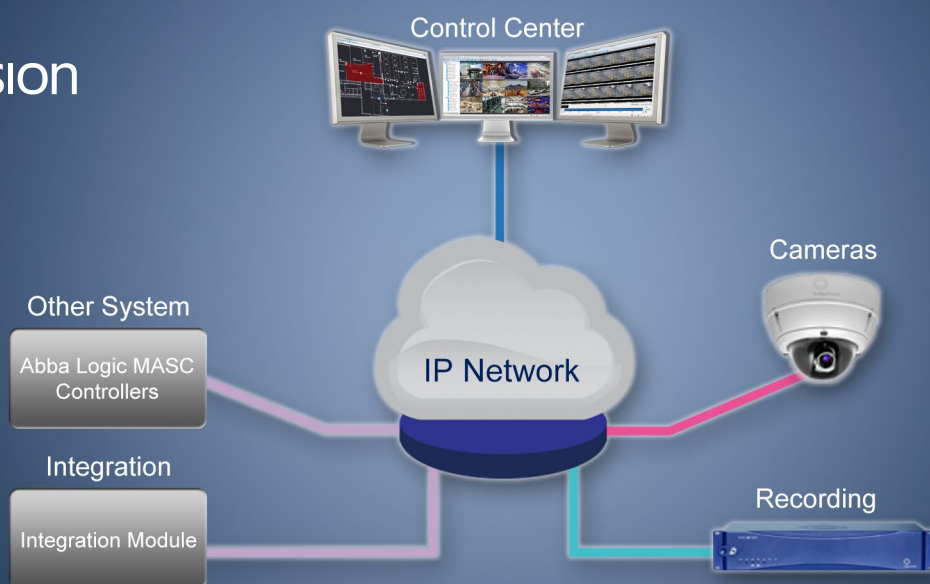 Control Center
sion
Cameras
Other System
Abba Logic MASC
Controllers
IP Network
Integration
Integration Module
Recording